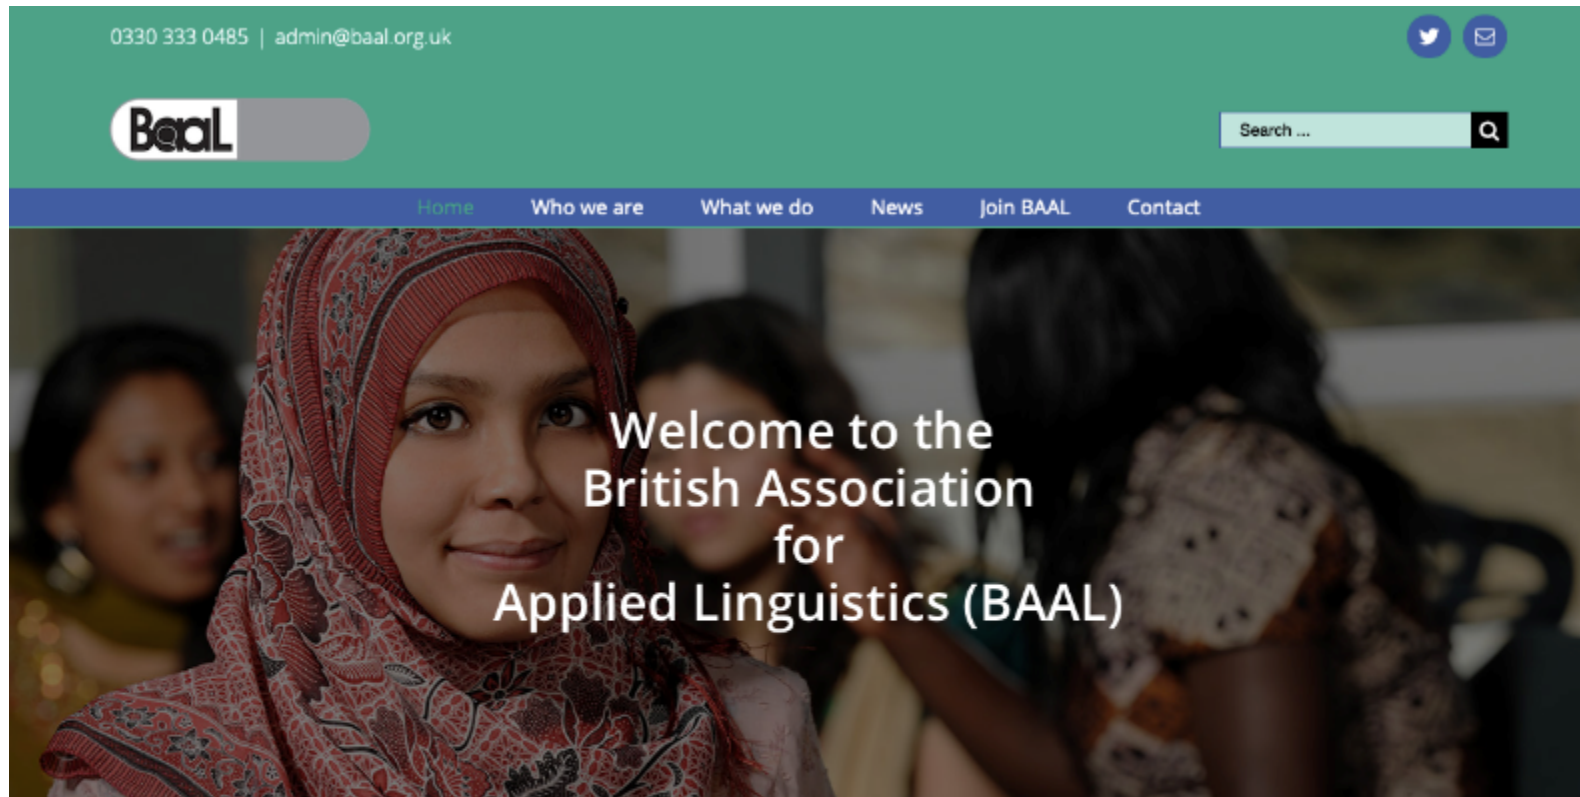 0330 333 0485 | admin@baal.org.uk
BaaL
Search ...
Home Who we are What we do News Join BAAL Contact
Welcome to the
British Association
for
Applied Linguistics (BAAL)